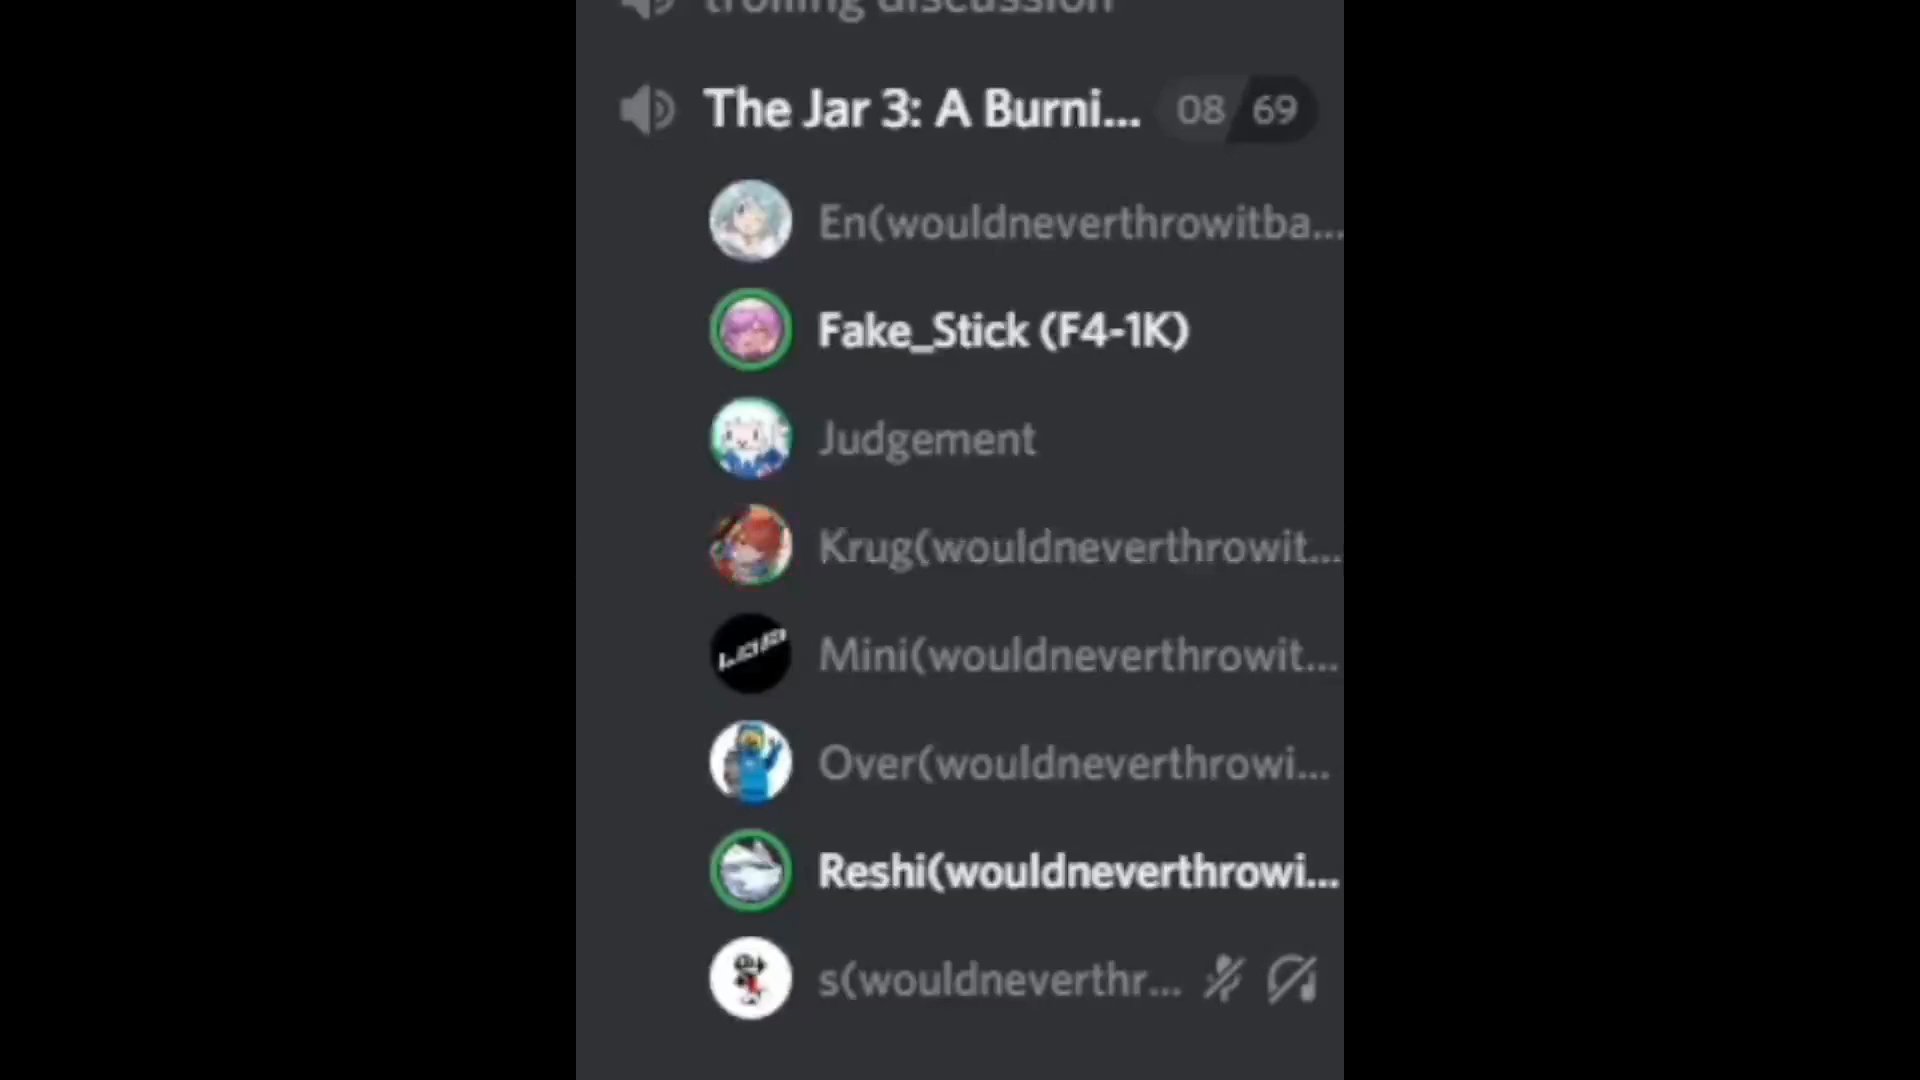 trolling discussion
The Jar 3: A Burni... 08 69
En(wouldneverthrowitba...
Fake_Stick (F4-1K)
Judgement
Krug(wouldneverthrowit...
Mini(wouldneverthrowit...
Over(wouldneverthrowi...
Reshi(wouldneverthrowi...
s(wouldneverthr...